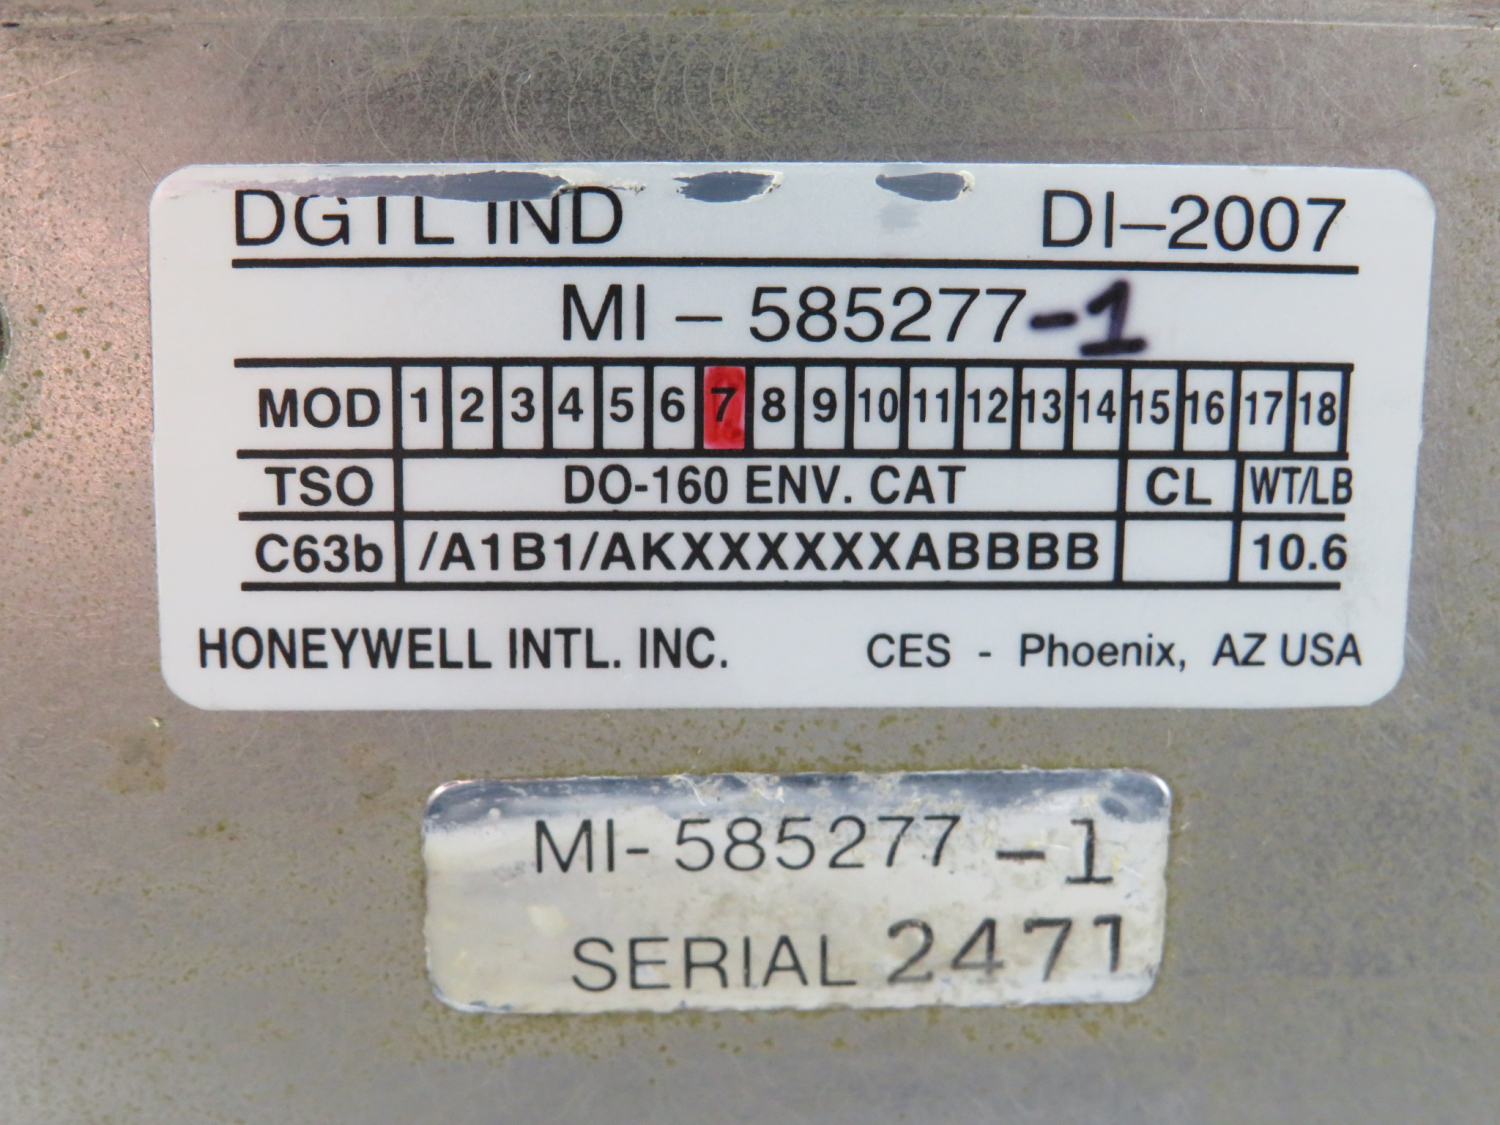 DGTL IND DI-2007
MI - 585277-1
MOD 1 2 3 4 5 6 7 8 9 10 11 12 13 14 15 16 17 18
TSO DO-160 ENV. CAT CL WT/LB
C63b /A1B1/AKXXXXXXXABBBB 10.6
HONEYWELL INTL. INC. CES - Phoenix, AZ USA
MI-585277-1
SERIAL 2471